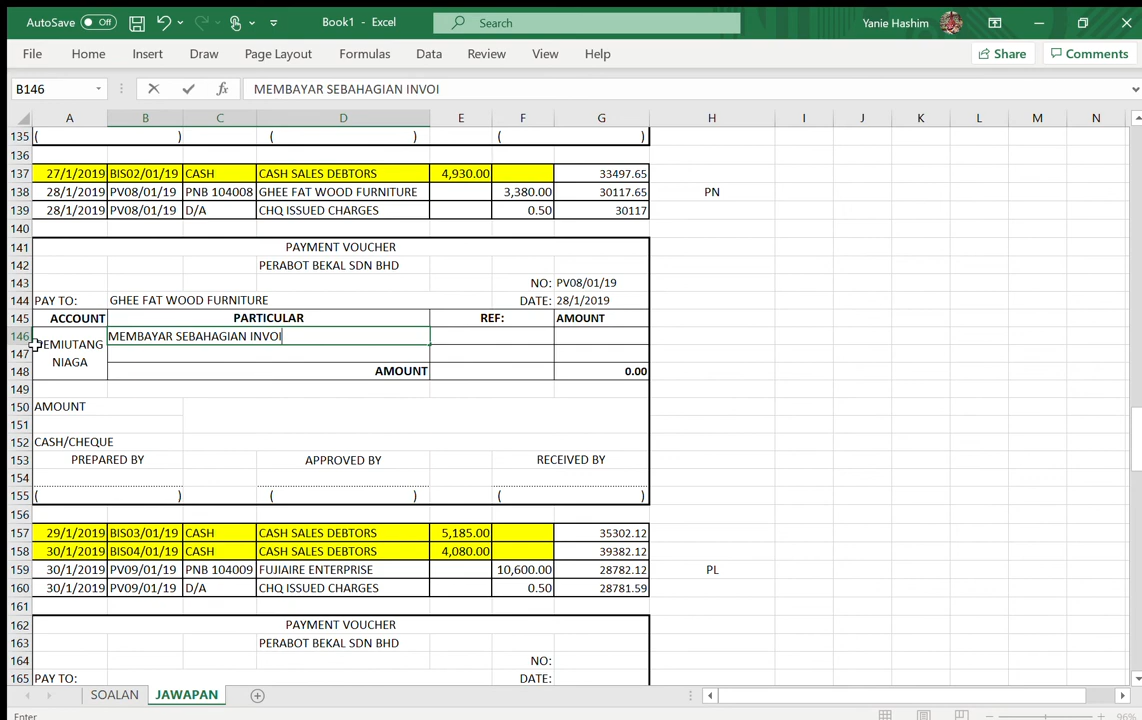 AutoSave Off Book1 - Excel Search Yanie Hashim
File Home Insert Draw Page Layout Formulas Data Review View Help Share Comments
B146 fx MEMBAYAR SEBAHAGIAN INVOI
A B C D E F G H I J K L M N
135 ( ) ( ) ( )
136
137 27/1/2019 BIS02/01/19 CASH CASH SALES DEBTORS 4,930.00 33497.65
138 28/1/2019 PV08/01/19 PNB 104008 GHEE FAT WOOD FURNITURE 3,380.00 30117.65 PN
139 28/1/2019 PV08/01/19 D/A CHQ ISSUED CHARGES 0.50 30117
140
141 PAYMENT VOUCHER
142 PERABOT BEKAL SDN BHD
143 NO: PV08/01/19
144 PAY TO: GHEE FAT WOOD FURNITURE DATE: 28/1/2019
145 ACCOUNT PARTICULAR REF: AMOUNT
146 MEMBAYAR SEBAHAGIAN INVOI
PEMIUTANG
147
NIAGA
148 AMOUNT 0.00
149
150 AMOUNT
151
152 CASH/CHEQUE
153 PREPARED BY APPROVED BY RECEIVED BY
154
155 ( ) ( ) ( )
156
157 29/1/2019 BIS03/01/19 CASH CASH SALES DEBTORS 5,185.00 35302.12
158 30/1/2019 BIS04/01/19 CASH CASH SALES DEBTORS 4,080.00 39382.12
159 30/1/2019 PV09/01/19 PNB 104009 FUJIAIRE ENTERPRISE 10,600.00 28782.12 PL
160 30/1/2019 PV09/01/19 D/A CHQ ISSUED CHARGES 0.50 28781.59
161
162 PAYMENT VOUCHER
163 PERABOT BEKAL SDN BHD
164 NO:
165 PAY TO: DATE:
SOALAN JAWAPAN
Enter 96%